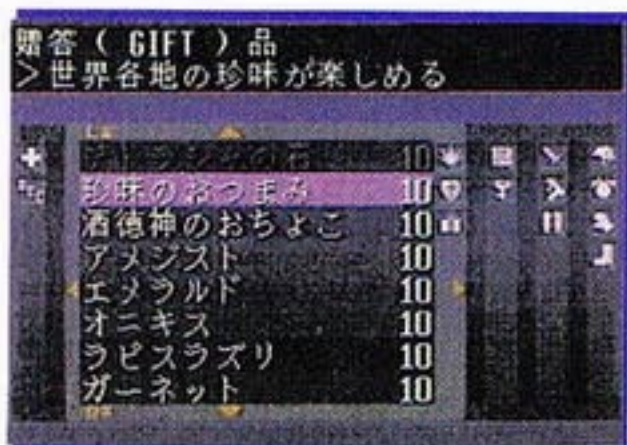 贈答 ( GIFT ) 品
>世界各地の珍味が楽しめる
の石 10
珍味のおつまみ 10
酒徳神のおちょこ 10
アメジスト 10
エメラルド 10
オニキス 10
ラピスラズリ 10
ガーネット 10